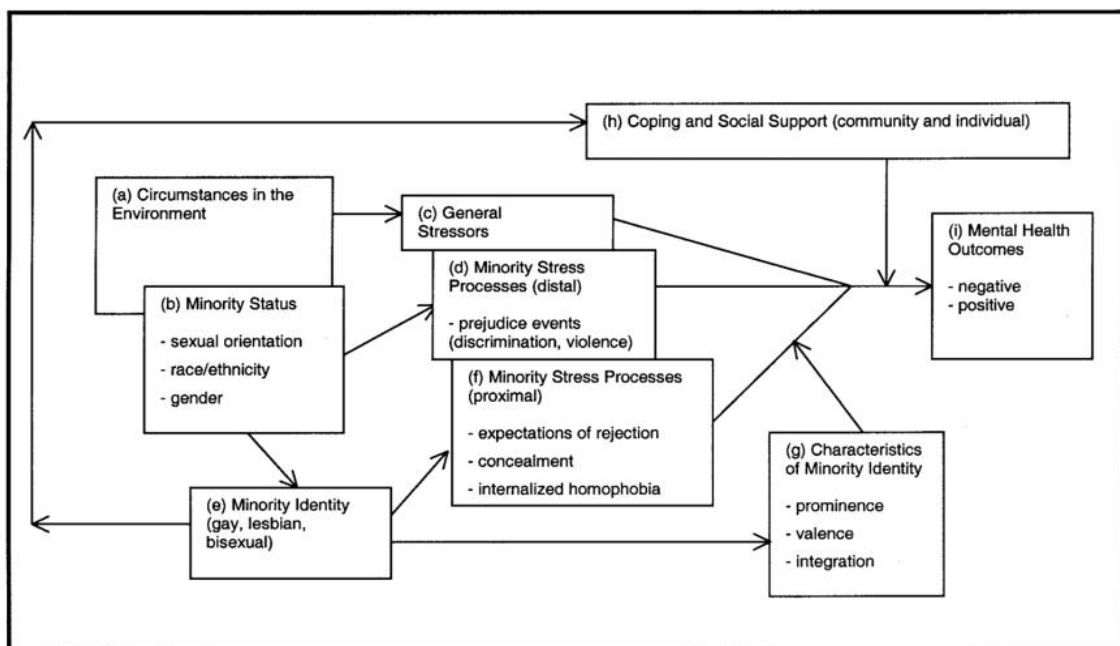 (h) Coping and Social Support (community and individual)
(a) Circumstances in the
Environment
(c) General
Stressors
(i) Mental Health
Outcomes
- negative
- positive
(b) Minority Status
- sexual orientation
- race/ethnicity
- gender
(d) Minority Stress
Processes (distal)
- prejudice events
(discrimination, violence)
(f) Minority Stress Processes
(proximal)
- expectations of rejection
- concealment
- internalized homophobia
(g) Characteristics
of Minority Identity
- prominence
- valence
- integration
(e) Minority Identity
(gay, lesbian,
bisexual)